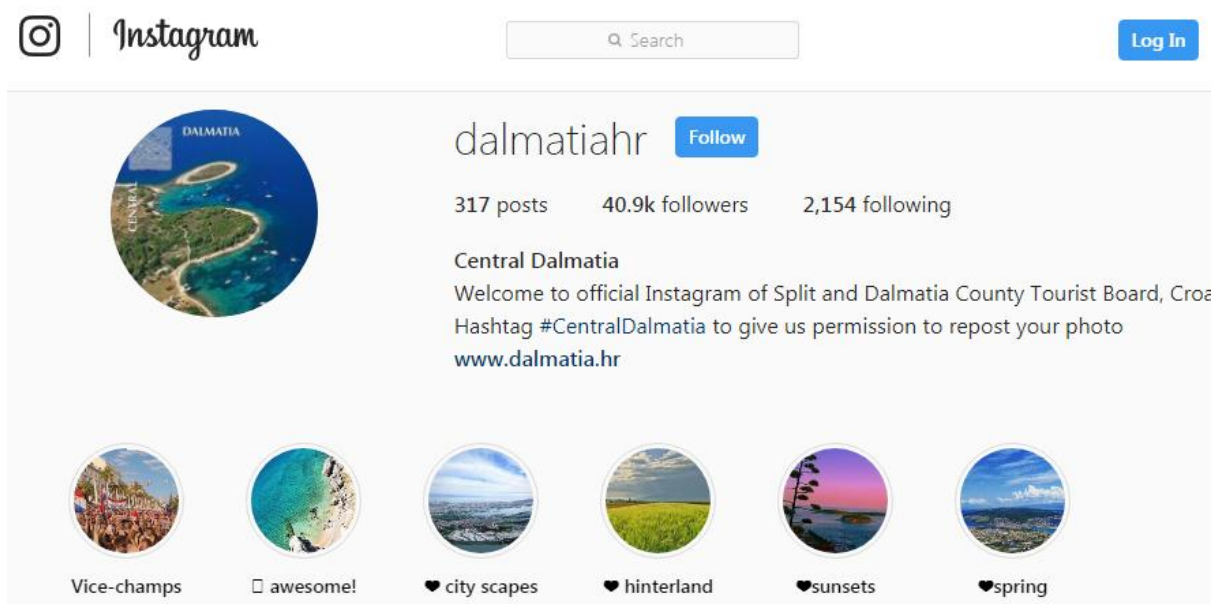 Instagram
Search
Log In
DALMATIA
CENTRAL
dalmatiahr Follow
317 posts 40.9k followers 2,154 following
Central Dalmatia
Welcome to official Instagram of Split and Dalmatia County Tourist Board, Croa
Hashtag #CentralDalmatia to give us permission to repost your photo
www.dalmatia.hr
Vice-champs
▯ awesome!
❤ city scapes
❤ hinterland
❤sunsets
❤spring